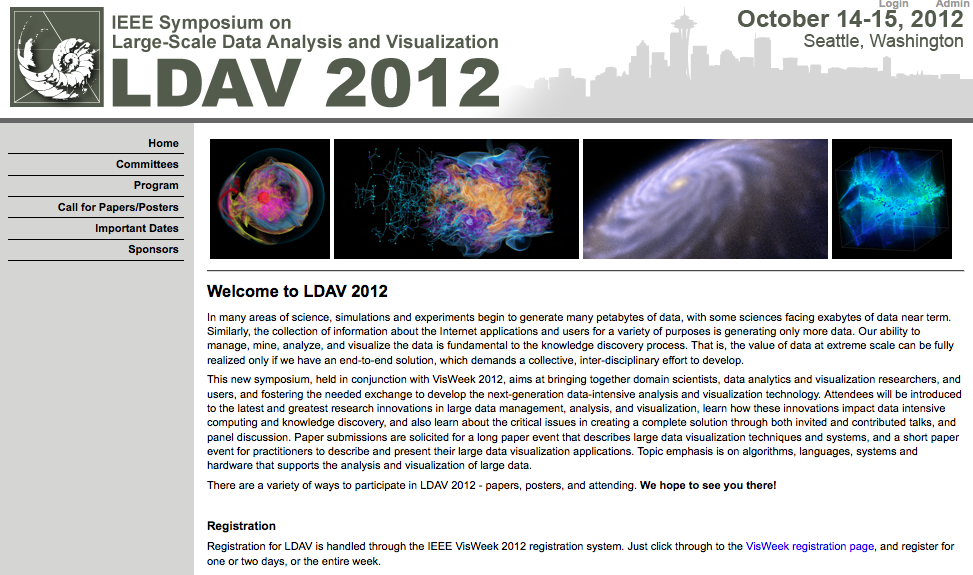 Login Admin
IEEE Symposium on
Large-Scale Data Analysis and Visualization
LDAV 2012
October 14-15, 2012
Seattle, Washington
Home
Committees
Program
Call for Papers/Posters
Important Dates
Sponsors
Welcome to LDAV 2012
In many areas of science, simulations and experiments begin to generate many petabytes of data, with some sciences facing exabytes of data near term.
Similarly, the collection of information about the Internet applications and users for a variety of purposes is generating only more data. Our ability to
manage, mine, analyze, and visualize the data is fundamental to the knowledge discovery process. That is, the value of data at extreme scale can be fully
realized only if we have an end-to-end solution, which demands a collective, inter-disciplinary effort to develop.
This new symposium, held in conjunction with VisWeek 2012, aims at bringing together domain scientists, data analytics and visualization researchers, and
users, and fostering the needed exchange to develop the next-generation data-intensive analysis and visualization technology. Attendees will be introduced
to the latest and greatest research innovations in large data management, analysis, and visualization, learn how these innovations impact data intensive
computing and knowledge discovery, and also learn about the critical issues in creating a complete solution through both invited and contributed talks, and
panel discussion. Paper submissions are solicited for a long paper event that describes large data visualization techniques and systems, and a short paper
event for practitioners to describe and present their large data visualization applications. Topic emphasis is on algorithms, languages, systems and
hardware that supports the analysis and visualization of large data.
There are a variety of ways to participate in LDAV 2012 - papers, posters, and attending. We hope to see you there!
Registration
Registration for LDAV is handled through the IEEE VisWeek 2012 registration system. Just click through to the VisWeek registration page, and register for
one or two days, or the entire week.